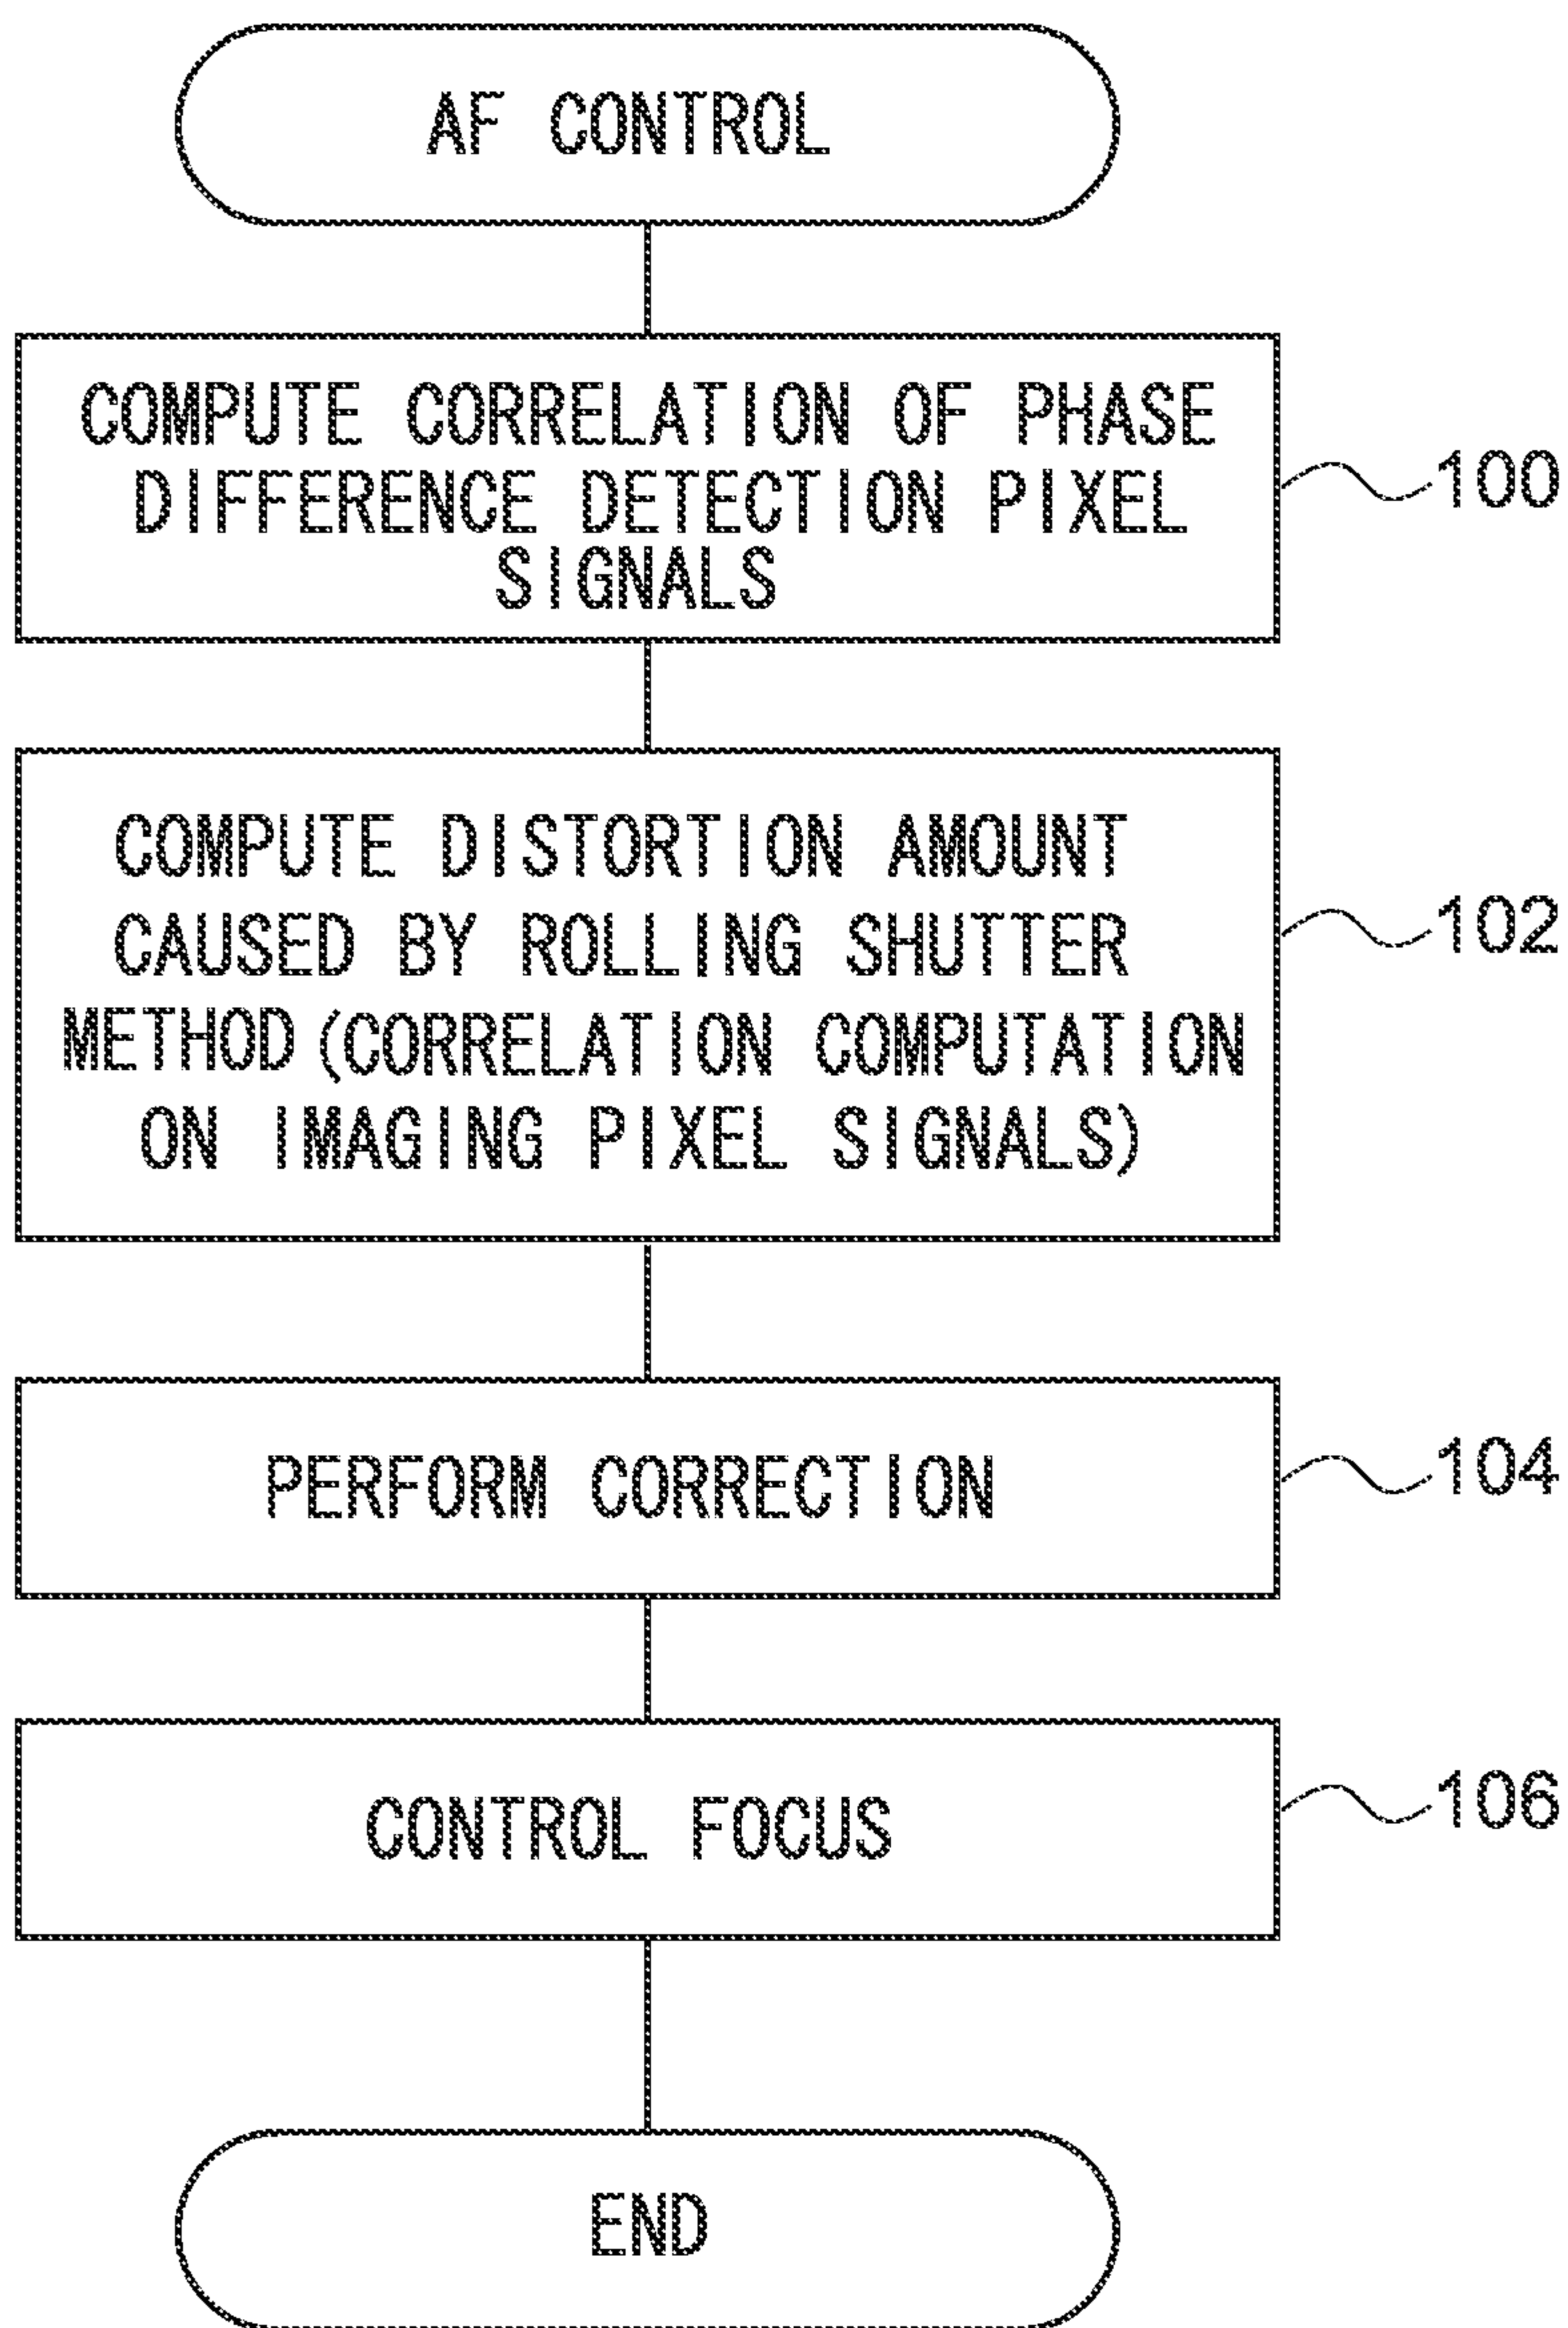 AF CONTROL
COMPUTE CORRELATION OF PHASE
DIFFERENCE DETECTION PIXEL
SIGNALS
100
COMPUTE DISTORTION AMOUNT
CAUSED BY ROLLING SHUTTER
METHOD (CORRELATION COMPUTATION
ON IMAGING PIXEL SIGNALS)
102
PERFORM CORRECTION
104
CONTROL FOCUS
106
END